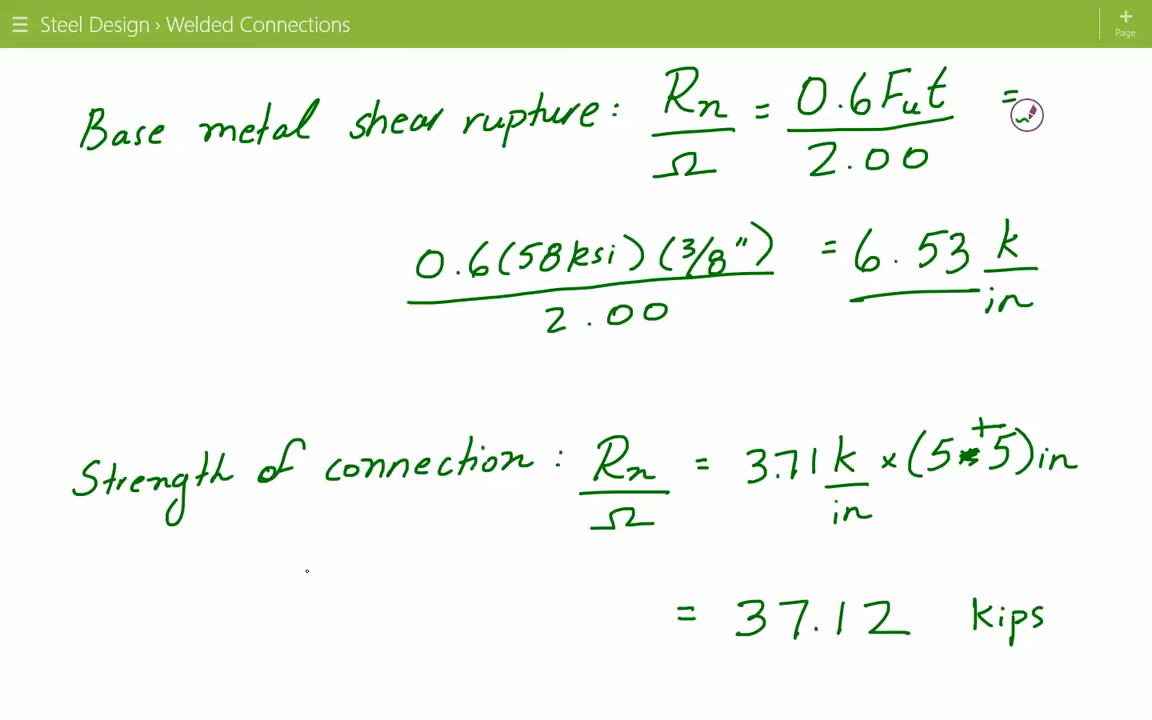 Steel Design › Welded Connections
Page
Base metal shear rupture: Rn/Ω = 0.6Fut/2.00 =
0.6(58ksi)(3/8")/2.00 = 6.53 k/in
Strength of connection: Rn/Ω = 3.71 k/in × (5+5)in
= 37.12 kips